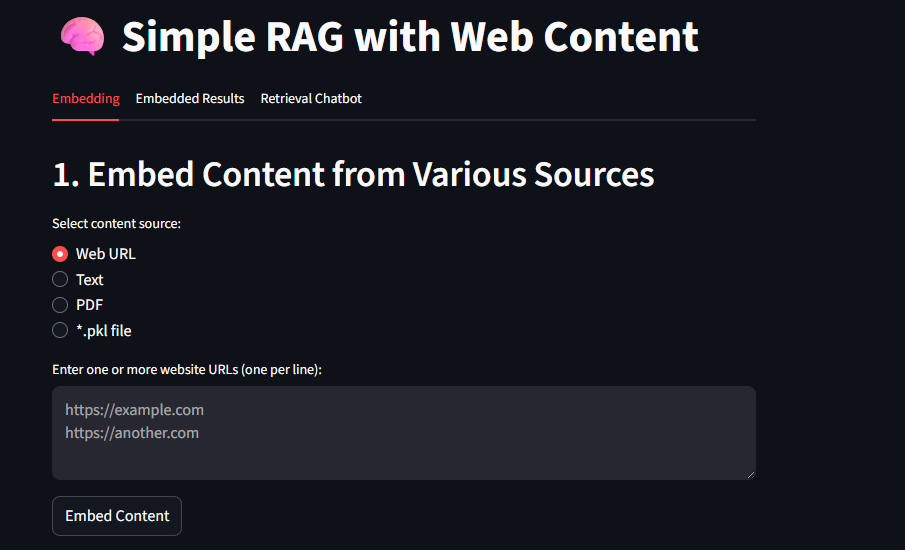 Simple RAG with Web Content
Embedding Embedded Results Retrieval Chatbot
1. Embed Content from Various Sources
Select content source:
Web URL
Text
PDF
*.pkl file
Enter one or more website URLs (one per line):
https://example.com
https://another.com
Embed Content